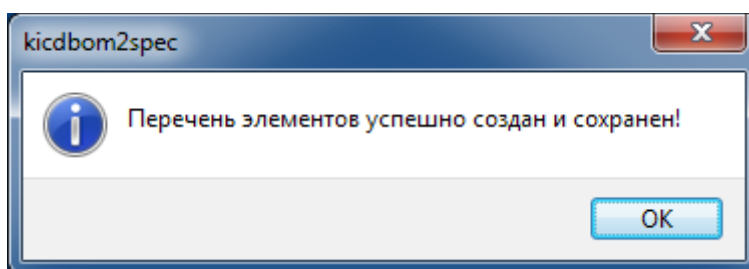 kicdbom2spec
Перечень элементов успешно создан и сохранен!
OK